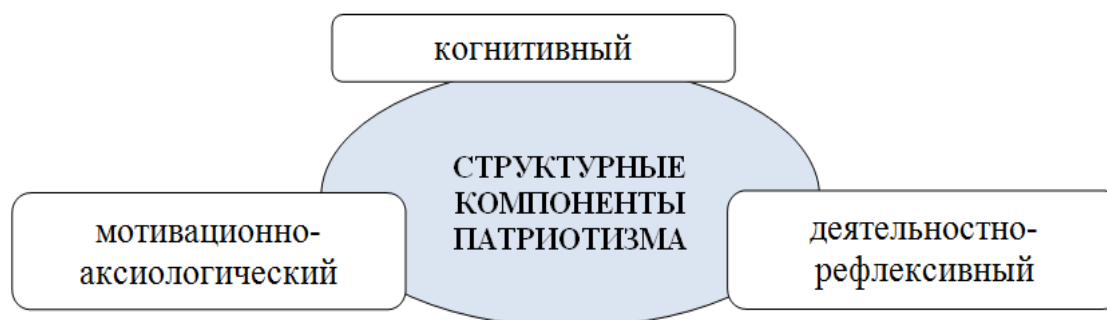 когнитивный
СТРУКТУРНЫЕ
КОМПОНЕНТЫ
ПАТРИОТИЗМА
мотивационно-
аксиологический
деятельностно-
рефлексивный